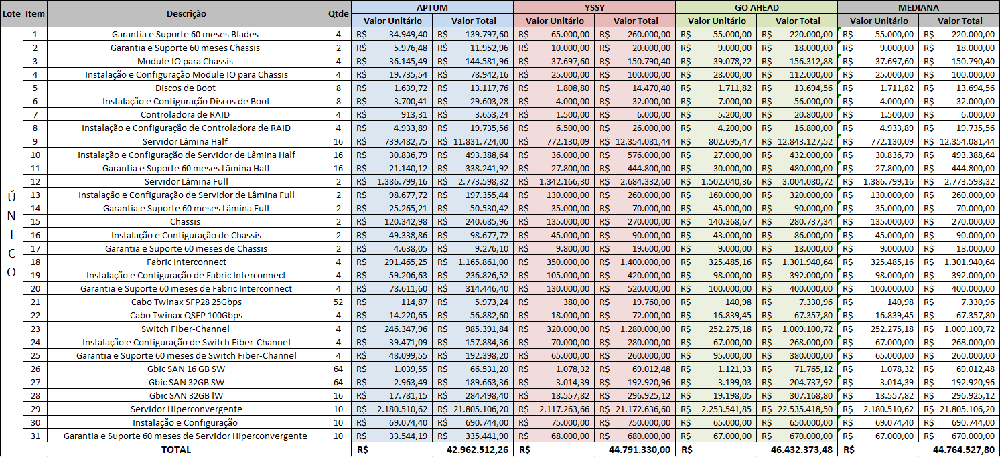 Lote Item Descrição Qtde APTUM YSSY GO AHEAD MEDIANA
Valor Unitário Valor Total Valor Unitário Valor Total Valor Unitário Valor Total Valor Unitário Valor Total
ÚNICO
1 Garantia e Suporte 60 meses Blades 4 R$ 34.949,40 R$ 139.797,60 R$ 65.000,00 R$ 260.000,00 R$ 55.000,00 R$ 220.000,00 R$ 55.000,00 R$ 220.000,00
2 Garantia e Suporte 60 meses Chassis 2 R$ 5.976,48 R$ 11.952,96 R$ 10.000,00 R$ 20.000,00 R$ 9.000,00 R$ 18.000,00 R$ 9.000,00 R$ 18.000,00
3 Module IO para Chassis 4 R$ 36.145,49 R$ 144.581,96 R$ 37.697,60 R$ 150.790,40 R$ 39.078,22 R$ 156.312,88 R$ 37.697,60 R$ 150.790,40
4 Instalação e Configuração Module IO para Chassis 4 R$ 19.735,54 R$ 78.942,16 R$ 25.000,00 R$ 100.000,00 R$ 28.000,00 R$ 112.000,00 R$ 25.000,00 R$ 100.000,00
5 Discos de Boot 8 R$ 1.639,72 R$ 13.117,76 R$ 1.808,80 R$ 14.470,40 R$ 1.711,82 R$ 13.694,56 R$ 1.711,82 R$ 13.694,56
6 Instalação e Configuração Discos de Boot 8 R$ 3.700,41 R$ 29.603,28 R$ 4.000,00 R$ 32.000,00 R$ 7.000,00 R$ 56.000,00 R$ 4.000,00 R$ 32.000,00
7 Controladora de RAID 4 R$ 913,31 R$ 3.653,24 R$ 1.500,00 R$ 6.000,00 R$ 5.200,00 R$ 20.800,00 R$ 1.500,00 R$ 6.000,00
8 Instalação e Configuração de Controladora de RAID 4 R$ 4.933,89 R$ 19.735,56 R$ 6.500,00 R$ 26.000,00 R$ 4.200,00 R$ 16.800,00 R$ 4.933,89 R$ 19.735,56
9 Servidor Lâmina Half 16 R$ 739.482,75 R$ 11.831.724,00 R$ 772.130,09 R$ 12.354.081,44 R$ 802.695,47 R$ 12.843.127,52 R$ 772.130,09 R$ 12.354.081,44
10 Instalação e Configuração de Servidor de Lâmina Half 16 R$ 30.836,79 R$ 493.388,64 R$ 36.000,00 R$ 576.000,00 R$ 27.000,00 R$ 432.000,00 R$ 30.836,79 R$ 493.388,64
11 Garantia e Suporte 60 meses Lâmina Half 16 R$ 21.140,12 R$ 338.241,92 R$ 27.800,00 R$ 444.800,00 R$ 30.000,00 R$ 480.000,00 R$ 27.800,00 R$ 444.800,00
12 Servidor Lâmina Full 2 R$ 1.386.799,16 R$ 2.773.598,32 R$ 1.342.166,30 R$ 2.684.332,60 R$ 1.502.040,36 R$ 3.004.080,72 R$ 1.386.799,16 R$ 2.773.598,32
13 Instalação e Configuração de Servidor de Lâmina Full 2 R$ 98.677,72 R$ 197.355,44 R$ 130.000,00 R$ 260.000,00 R$ 160.000,00 R$ 320.000,00 R$ 130.000,00 R$ 260.000,00
14 Garantia e Suporte 60 meses Lâmina Full 2 R$ 25.265,21 R$ 50.530,42 R$ 35.000,00 R$ 70.000,00 R$ 45.000,00 R$ 90.000,00 R$ 35.000,00 R$ 70.000,00
15 Chassis 2 R$ 120.342,98 R$ 240.685,96 R$ 135.000,00 R$ 270.000,00 R$ 140.368,67 R$ 280.737,34 R$ 135.000,00 R$ 270.000,00
16 Instalação e Configuração de Chassis 2 R$ 49.338,86 R$ 98.677,72 R$ 45.000,00 R$ 90.000,00 R$ 43.000,00 R$ 86.000,00 R$ 45.000,00 R$ 90.000,00
17 Garantia e Suporte 60 meses de Chassis 2 R$ 4.638,05 R$ 9.276,10 R$ 9.800,00 R$ 19.600,00 R$ 9.000,00 R$ 18.000,00 R$ 9.000,00 R$ 18.000,00
18 Fabric Interconnect 4 R$ 291.465,25 R$ 1.165.861,00 R$ 350.000,00 R$ 1.400.000,00 R$ 325.485,16 R$ 1.301.940,64 R$ 325.485,16 R$ 1.301.940,64
19 Instalação e Configuração de Fabric Interconnect 4 R$ 59.206,63 R$ 236.826,52 R$ 105.000,00 R$ 420.000,00 R$ 98.000,00 R$ 392.000,00 R$ 98.000,00 R$ 392.000,00
20 Garantia e Suporte 60 meses de Fabric Interconnect 4 R$ 78.611,60 R$ 314.446,40 R$ 130.000,00 R$ 520.000,00 R$ 100.000,00 R$ 400.000,00 R$ 100.000,00 R$ 400.000,00
21 Cabo Twinax SFP28 25Gbps 52 R$ 114,87 R$ 5.973,24 R$ 380,00 R$ 19.760,00 R$ 140,98 R$ 7.330,96 R$ 140,98 R$ 7.330,96
22 Cabo Twinax QSFP 100Gbps 4 R$ 14.220,65 R$ 56.882,60 R$ 18.000,00 R$ 72.000,00 R$ 16.839,45 R$ 67.357,80 R$ 16.839,45 R$ 67.357,80
23 Switch Fiber-Channel 4 R$ 246.347,96 R$ 985.391,84 R$ 320.000,00 R$ 1.280.000,00 R$ 252.275,18 R$ 1.009.100,72 R$ 252.275,18 R$ 1.009.100,72
24 Instalação e Configuração de Switch Fiber-Channel 4 R$ 39.471,09 R$ 157.884,36 R$ 70.000,00 R$ 280.000,00 R$ 67.000,00 R$ 268.000,00 R$ 67.000,00 R$ 268.000,00
25 Garantia e Suporte 60 meses de Switch Fiber-Channel 4 R$ 48.099,55 R$ 192.398,20 R$ 65.000,00 R$ 260.000,00 R$ 95.000,00 R$ 380.000,00 R$ 65.000,00 R$ 260.000,00
26 Gbic SAN 16 GB SW 64 R$ 1.039,55 R$ 66.531,20 R$ 1.078,32 R$ 69.012,48 R$ 1.121,33 R$ 71.765,12 R$ 1.078,32 R$ 69.012,48
27 Gbic SAN 32GB SW 64 R$ 2.963,49 R$ 189.663,36 R$ 3.014,39 R$ 192.920,96 R$ 3.199,03 R$ 204.737,92 R$ 3.014,39 R$ 192.920,96
28 Gbic SAN 32GB lW 16 R$ 17.781,15 R$ 284.498,40 R$ 18.557,82 R$ 296.925,12 R$ 19.198,05 R$ 307.168,80 R$ 18.557,82 R$ 296.925,12
29 Servidor Hiperconvergente 10 R$ 2.180.510,62 R$ 21.805.106,20 R$ 2.117.263,66 R$ 21.172.636,60 R$ 2.253.541,85 R$ 22.535.418,50 R$ 2.180.510,62 R$ 21.805.106,20
30 Instalação e Configuração 10 R$ 69.074,40 R$ 690.744,00 R$ 75.000,00 R$ 750.000,00 R$ 65.000,00 R$ 650.000,00 R$ 69.074,40 R$ 690.744,00
31 Garantia e Suporte 60 meses de Servidor Hiperconvergente 10 R$ 33.544,19 R$ 335.441,90 R$ 68.000,00 R$ 680.000,00 R$ 67.000,00 R$ 670.000,00 R$ 67.000,00 R$ 670.000,00
TOTAL R$ 42.962.512,26 R$ 44.791.330,00 R$ 46.432.373,48 R$ 44.764.527,80